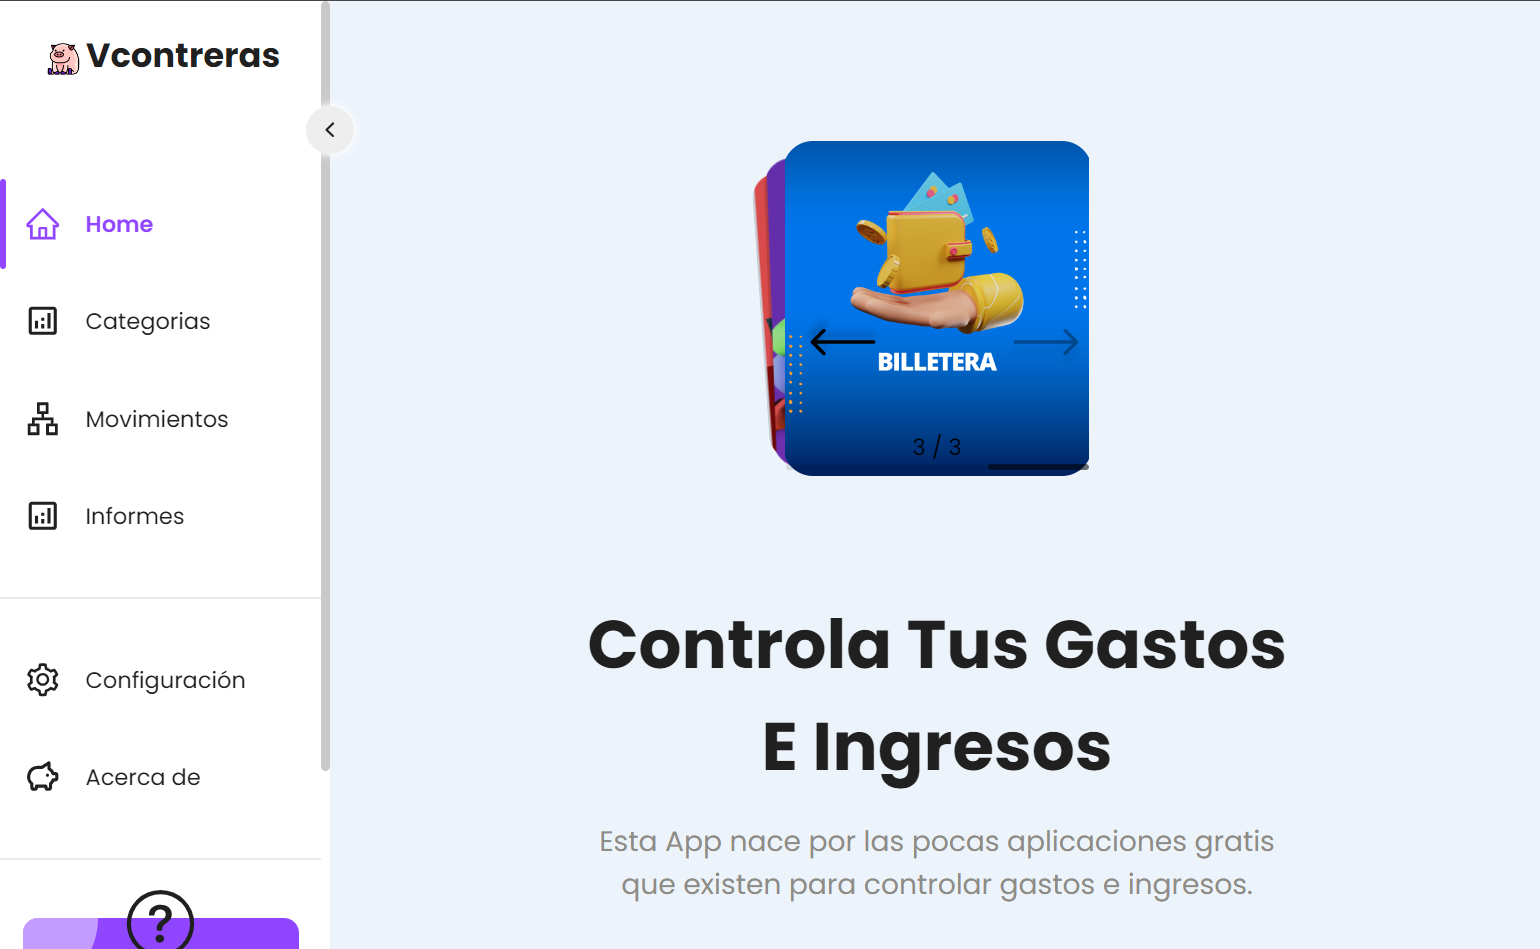 Vcontreras
Home
Categorias
Movimientos
Informes
Configuración
Acerca de
?
BILLETERA
3 / 3
Controla Tus Gastos
E Ingresos
Esta App nace por las pocas aplicaciones gratis
que existen para controlar gastos e ingresos.